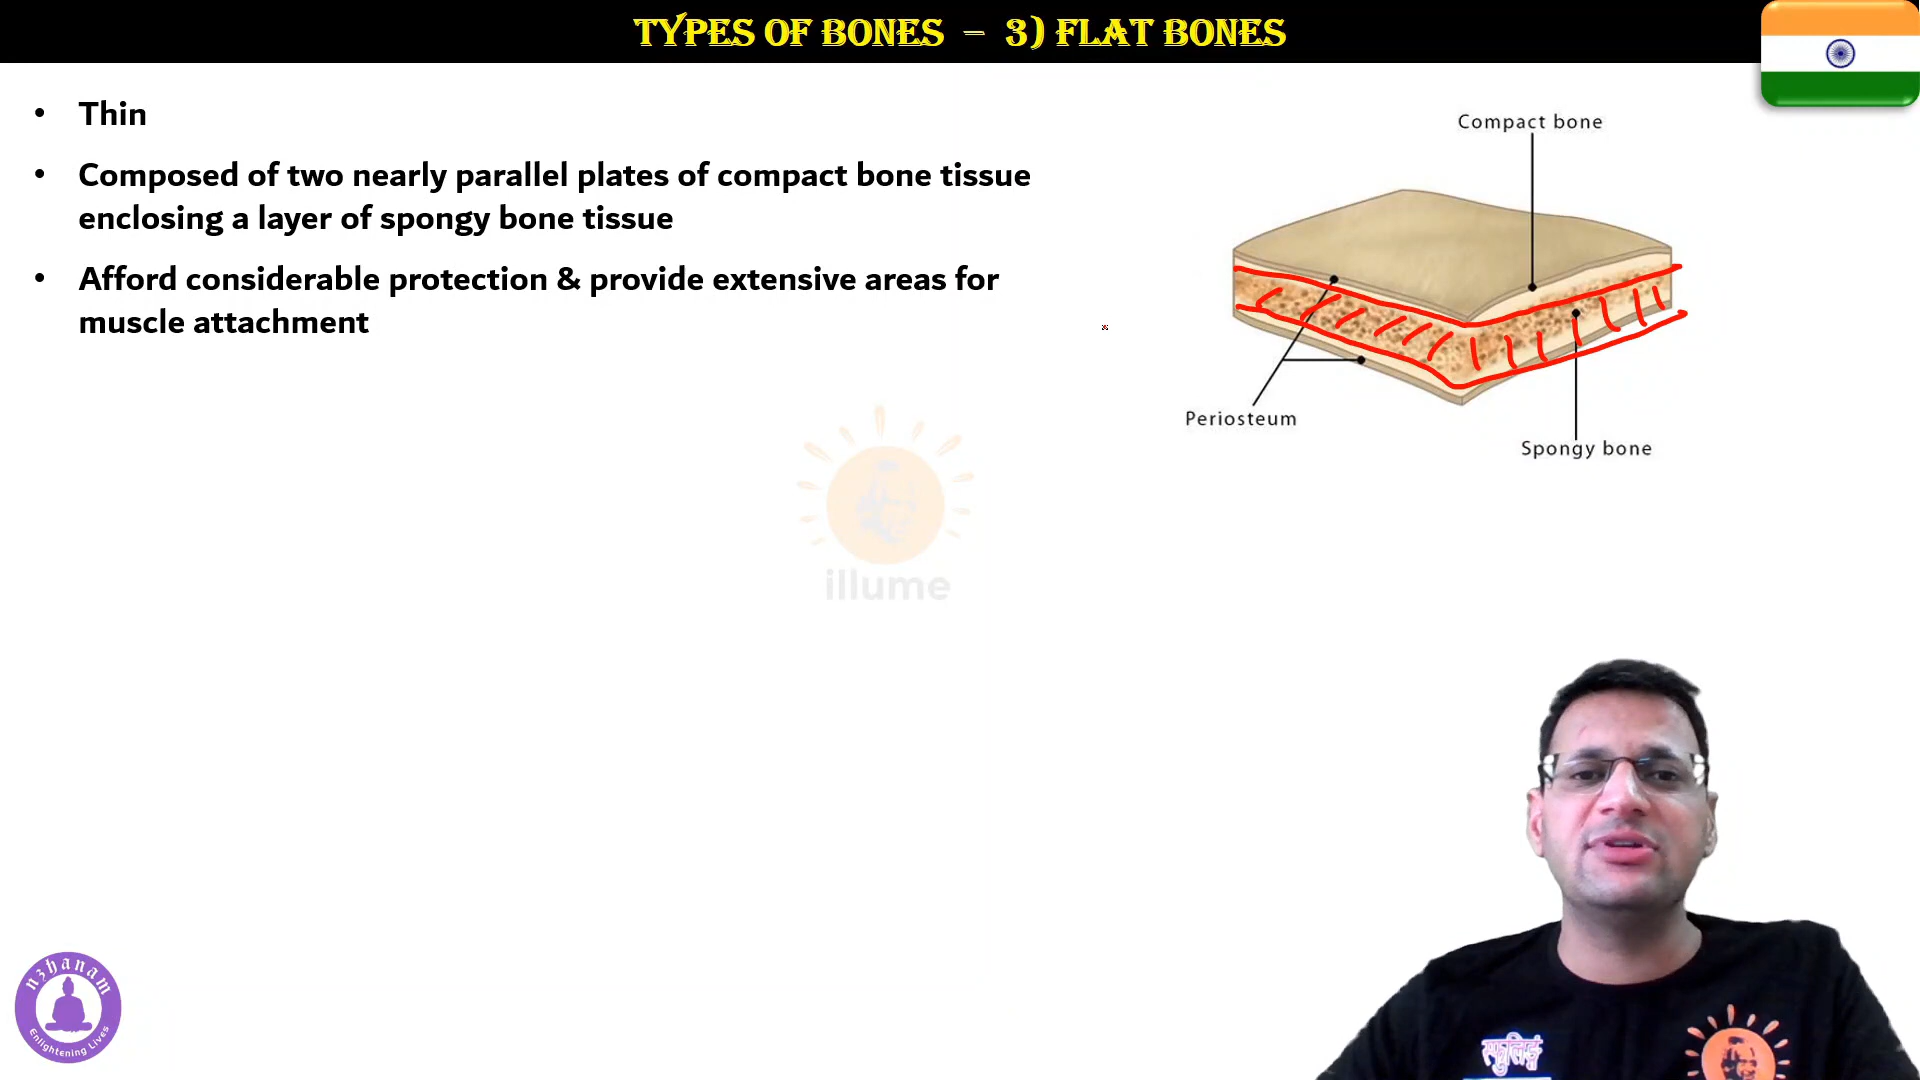 TYPES OF BONES – 3) FLAT BONES
• Thin
• Composed of two nearly parallel plates of compact bone tissue
enclosing a layer of spongy bone tissue
• Afford considerable protection & provide extensive areas for
muscle attachment
Compact bone
Periosteum
Spongy bone
illume
nzhanam
Enlightening Lives